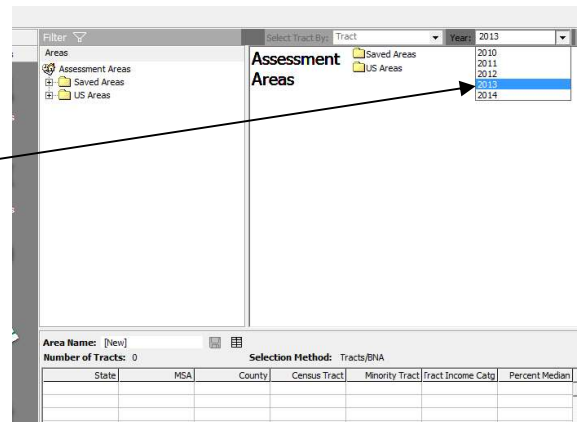 Filter Select Tract By: Tract Year: 2013
Areas
Assessment Areas
Saved Areas
US Areas
Assessment
Areas
Saved Areas
US Areas
2010
2011
2012
2013
2014
Area Name: [New]
Number of Tracts: 0 Selection Method: Tracts/BNA
State MSA County Census Tract Minority Tract Tract Income Catg Percent Median